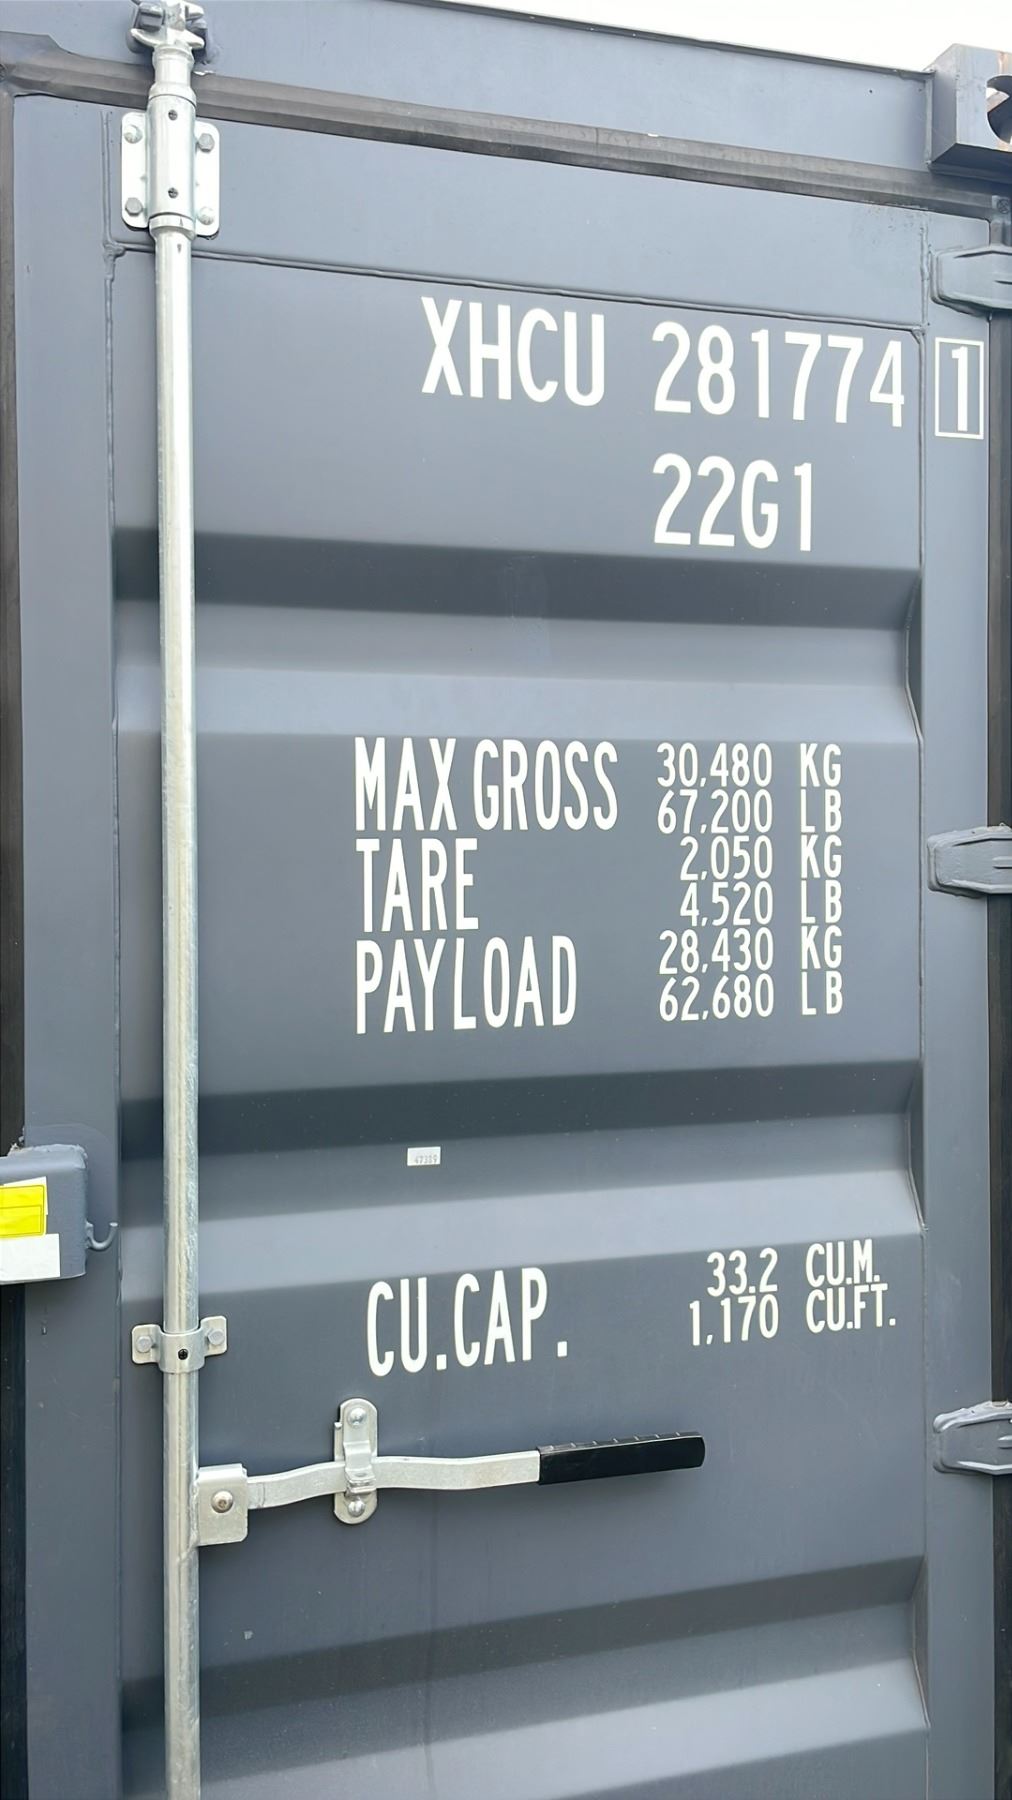 XHCU 281774 1
22G1
MAX GROSS 30,480 KG
67,200 LB
TARE 2,050 KG
4,520 LB
PAYLOAD 28,430 KG
62,680 LB
47389
CU.CAP. 33.2 CU.M.
1,170 CU.FT.